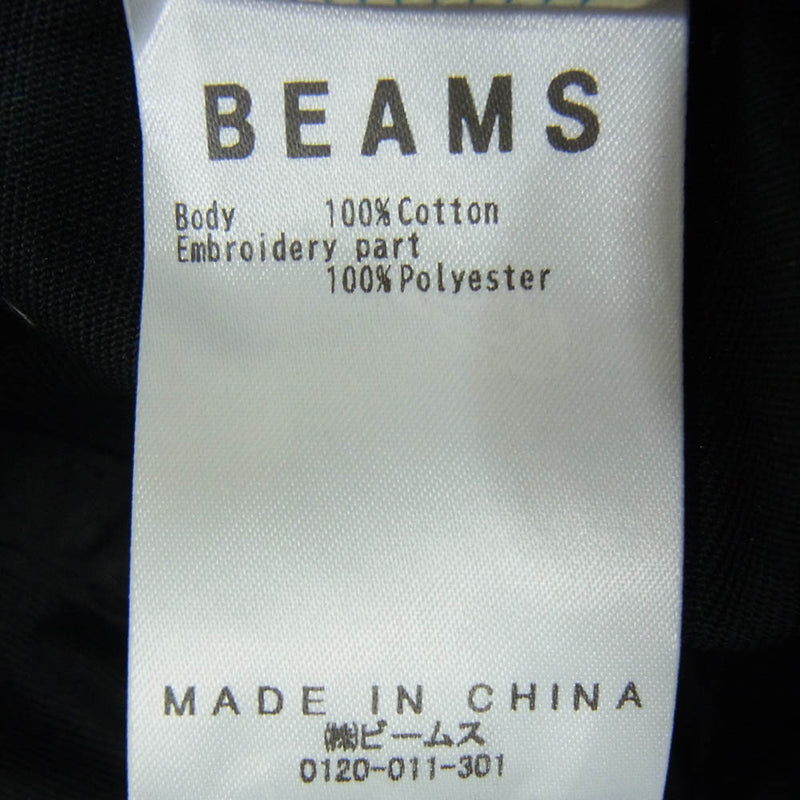 BEAMS
Body 100%Cotton
Embroidery part
100%Polyester
MADE IN CHINA
㈱ビームス
0120-011-301